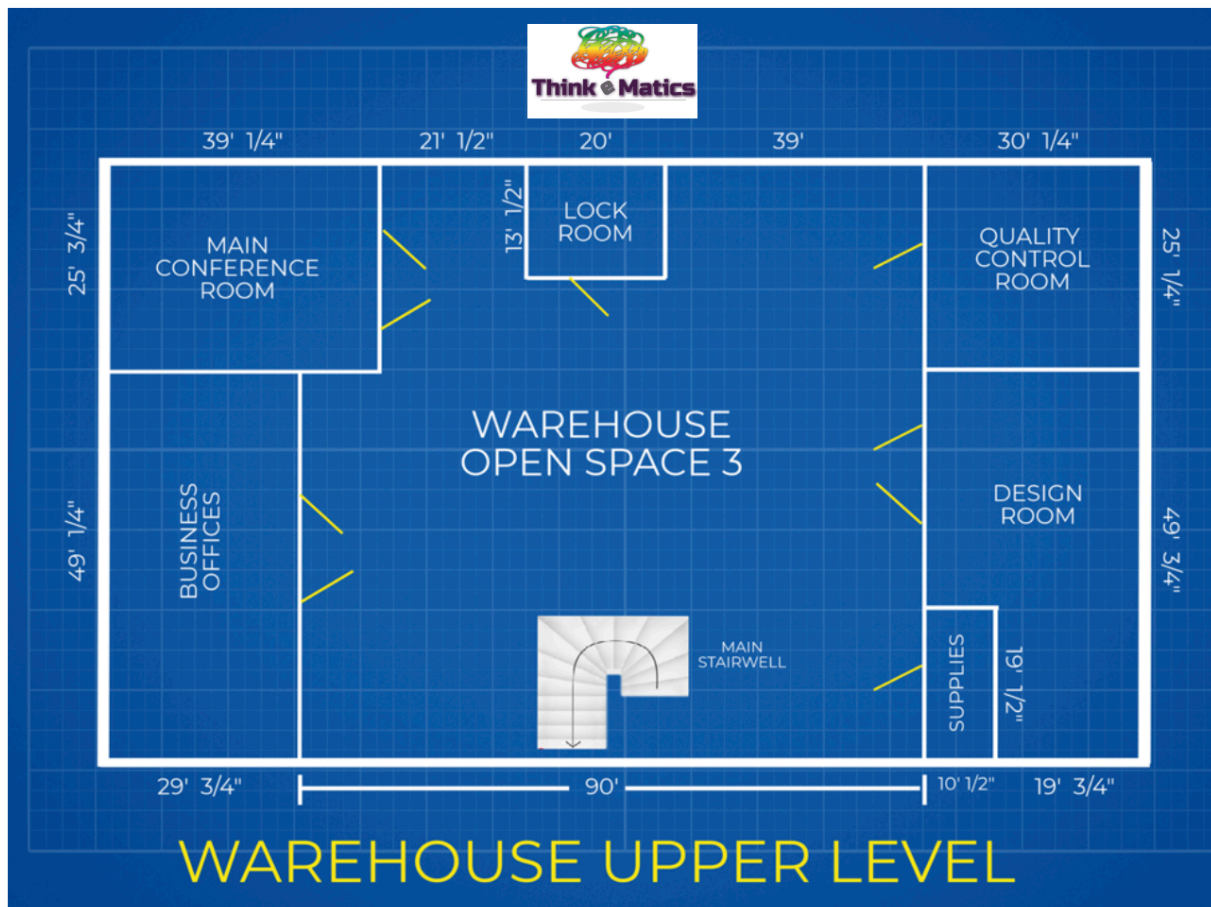 Think e Matics
39' 1/4"
21' 1/2"
20'
39'
30' 1/4"
25' 3/4"
13' 1/2"
LOCK
ROOM
MAIN
CONFERENCE
ROOM
QUALITY
CONTROL
ROOM
25' 1/4"
WAREHOUSE
OPEN SPACE 3
49' 1/4"
BUSINESS
OFFICES
DESIGN
ROOM
49' 3/4"
MAIN
STAIRWELL
SUPPLIES
19' 1/2"
29' 3/4"
90'
10' 1/2"
19' 3/4"
WAREHOUSE UPPER LEVEL